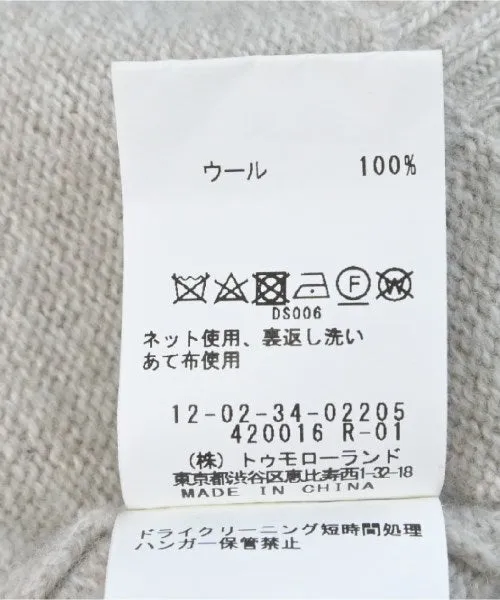 ウール 100%
DS006
ネット使用、裏返し洗い
あて布使用
12-02-34-02205
420016 R-01
(株) トゥモローランド
東京都渋谷区恵比寿西1-32-18
MADE IN CHINA
ドライクリーニング短時間処理
ハンガー保管禁止